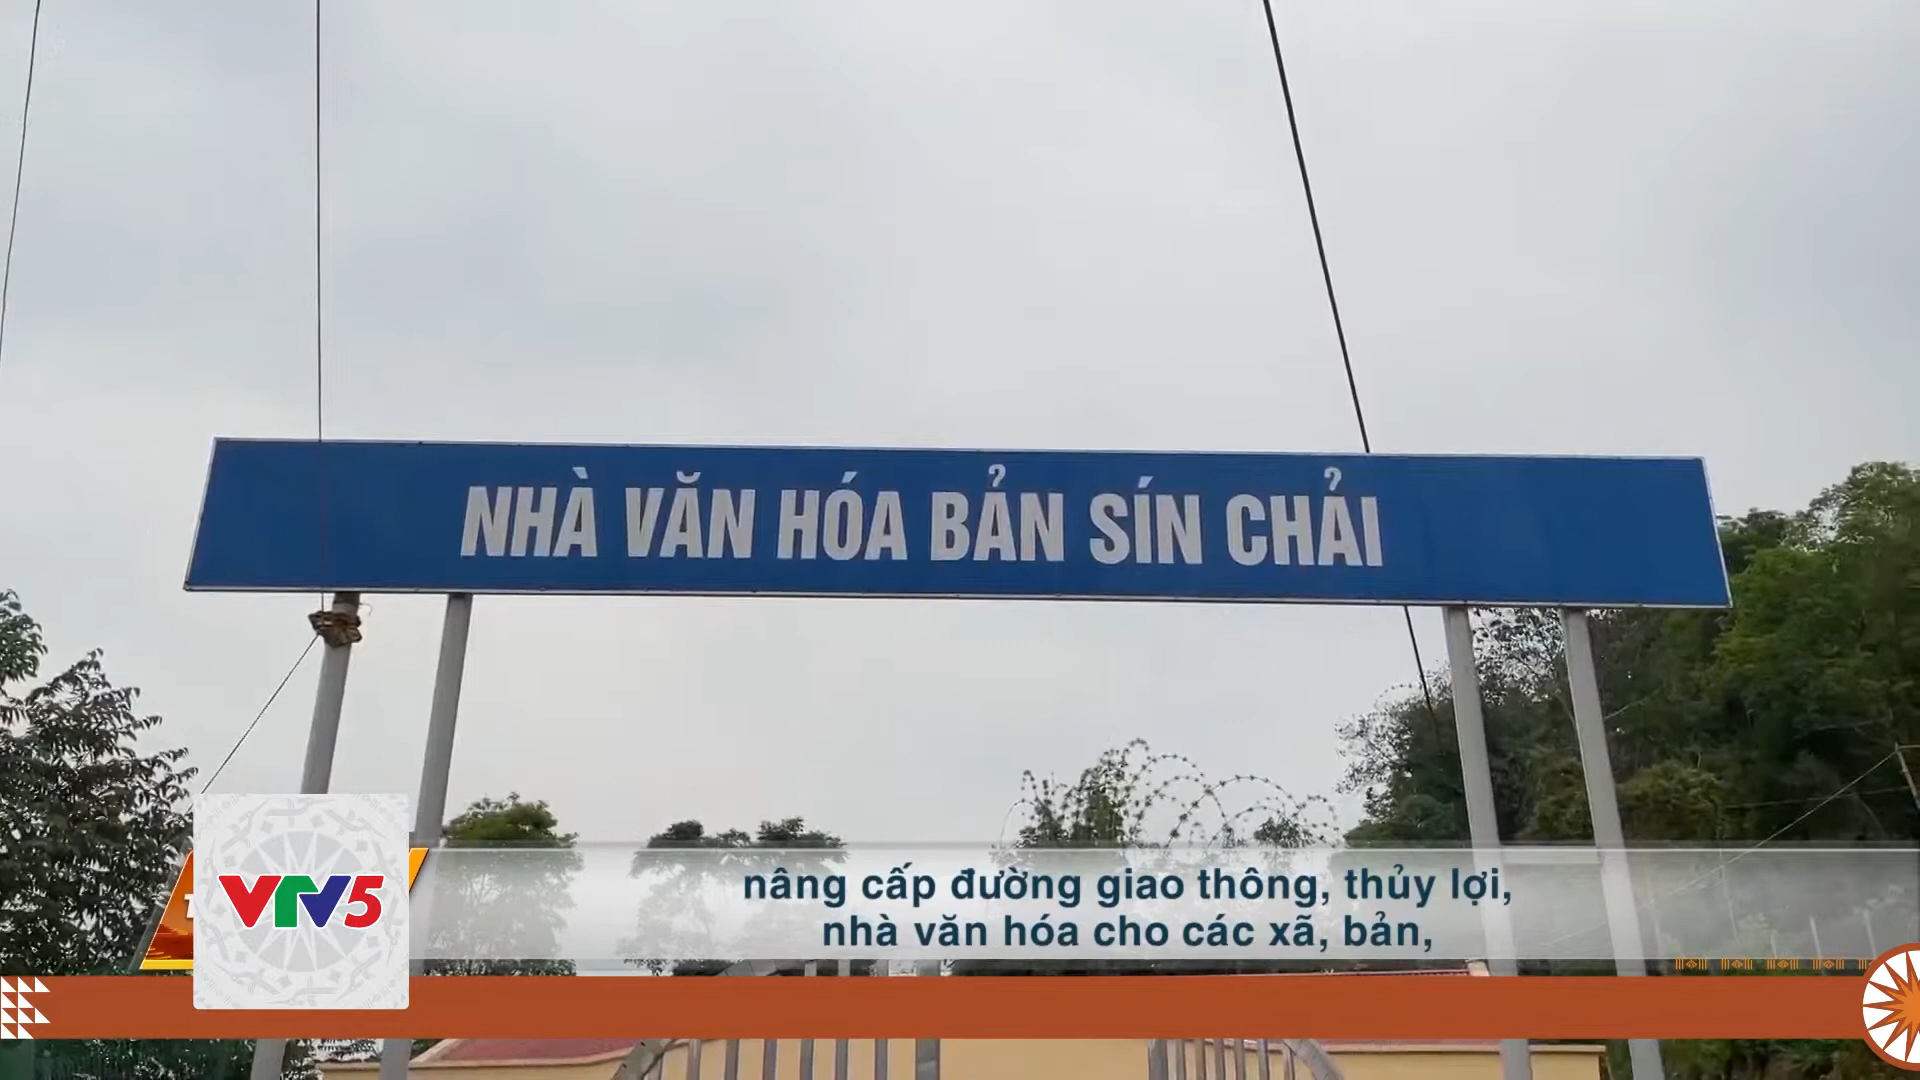 NHÀ VĂN HÓA BẢN SÍN CHẢI
nâng cấp đường giao thông, thủy lợi,
nhà văn hóa cho các xã, bản,
VTV5